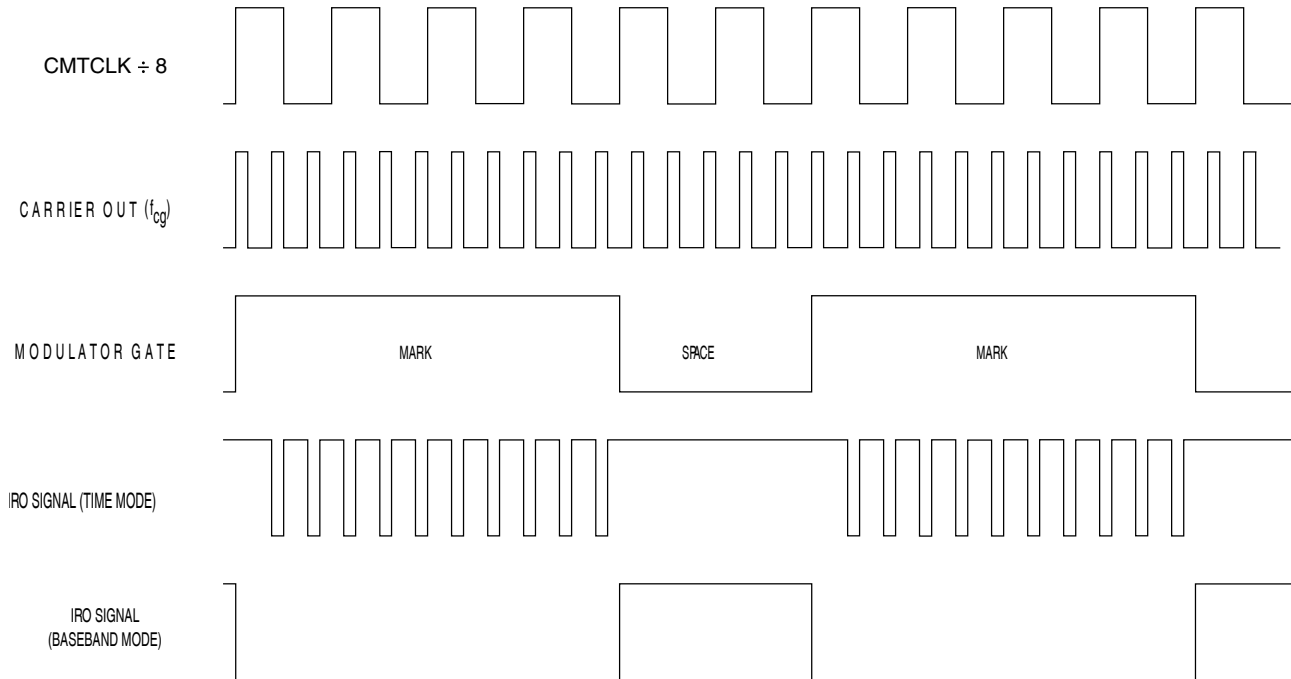 CMTCLK ÷ 8
CARRIER OUT (fcg)
MODULATOR GATE
MARK
SPACE
MARK
IRO SIGNAL (TIME MODE)
IRO SIGNAL
(BASEBAND MODE)